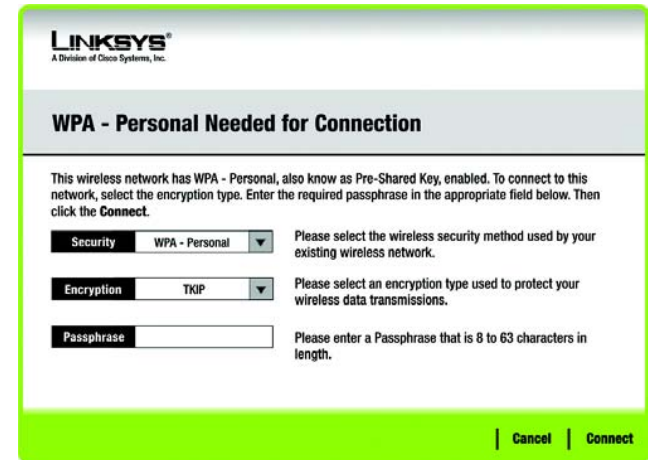 LINKSYS®
A Division of Cisco Systems, Inc.
WPA - Personal Needed for Connection
This wireless network has WPA - Personal, also know as Pre-Shared Key, enabled. To connect to this
network, select the encryption type. Enter the required passphrase in the appropriate field below. Then
click the Connect.
Security WPA - Personal
Please select the wireless security method used by your
existing wireless network.
Encryption TKIP
Please select an encryption type used to protect your
wireless data transmissions.
Passphrase
Please enter a Passphrase that is 8 to 63 characters in
length.
Cancel Connect